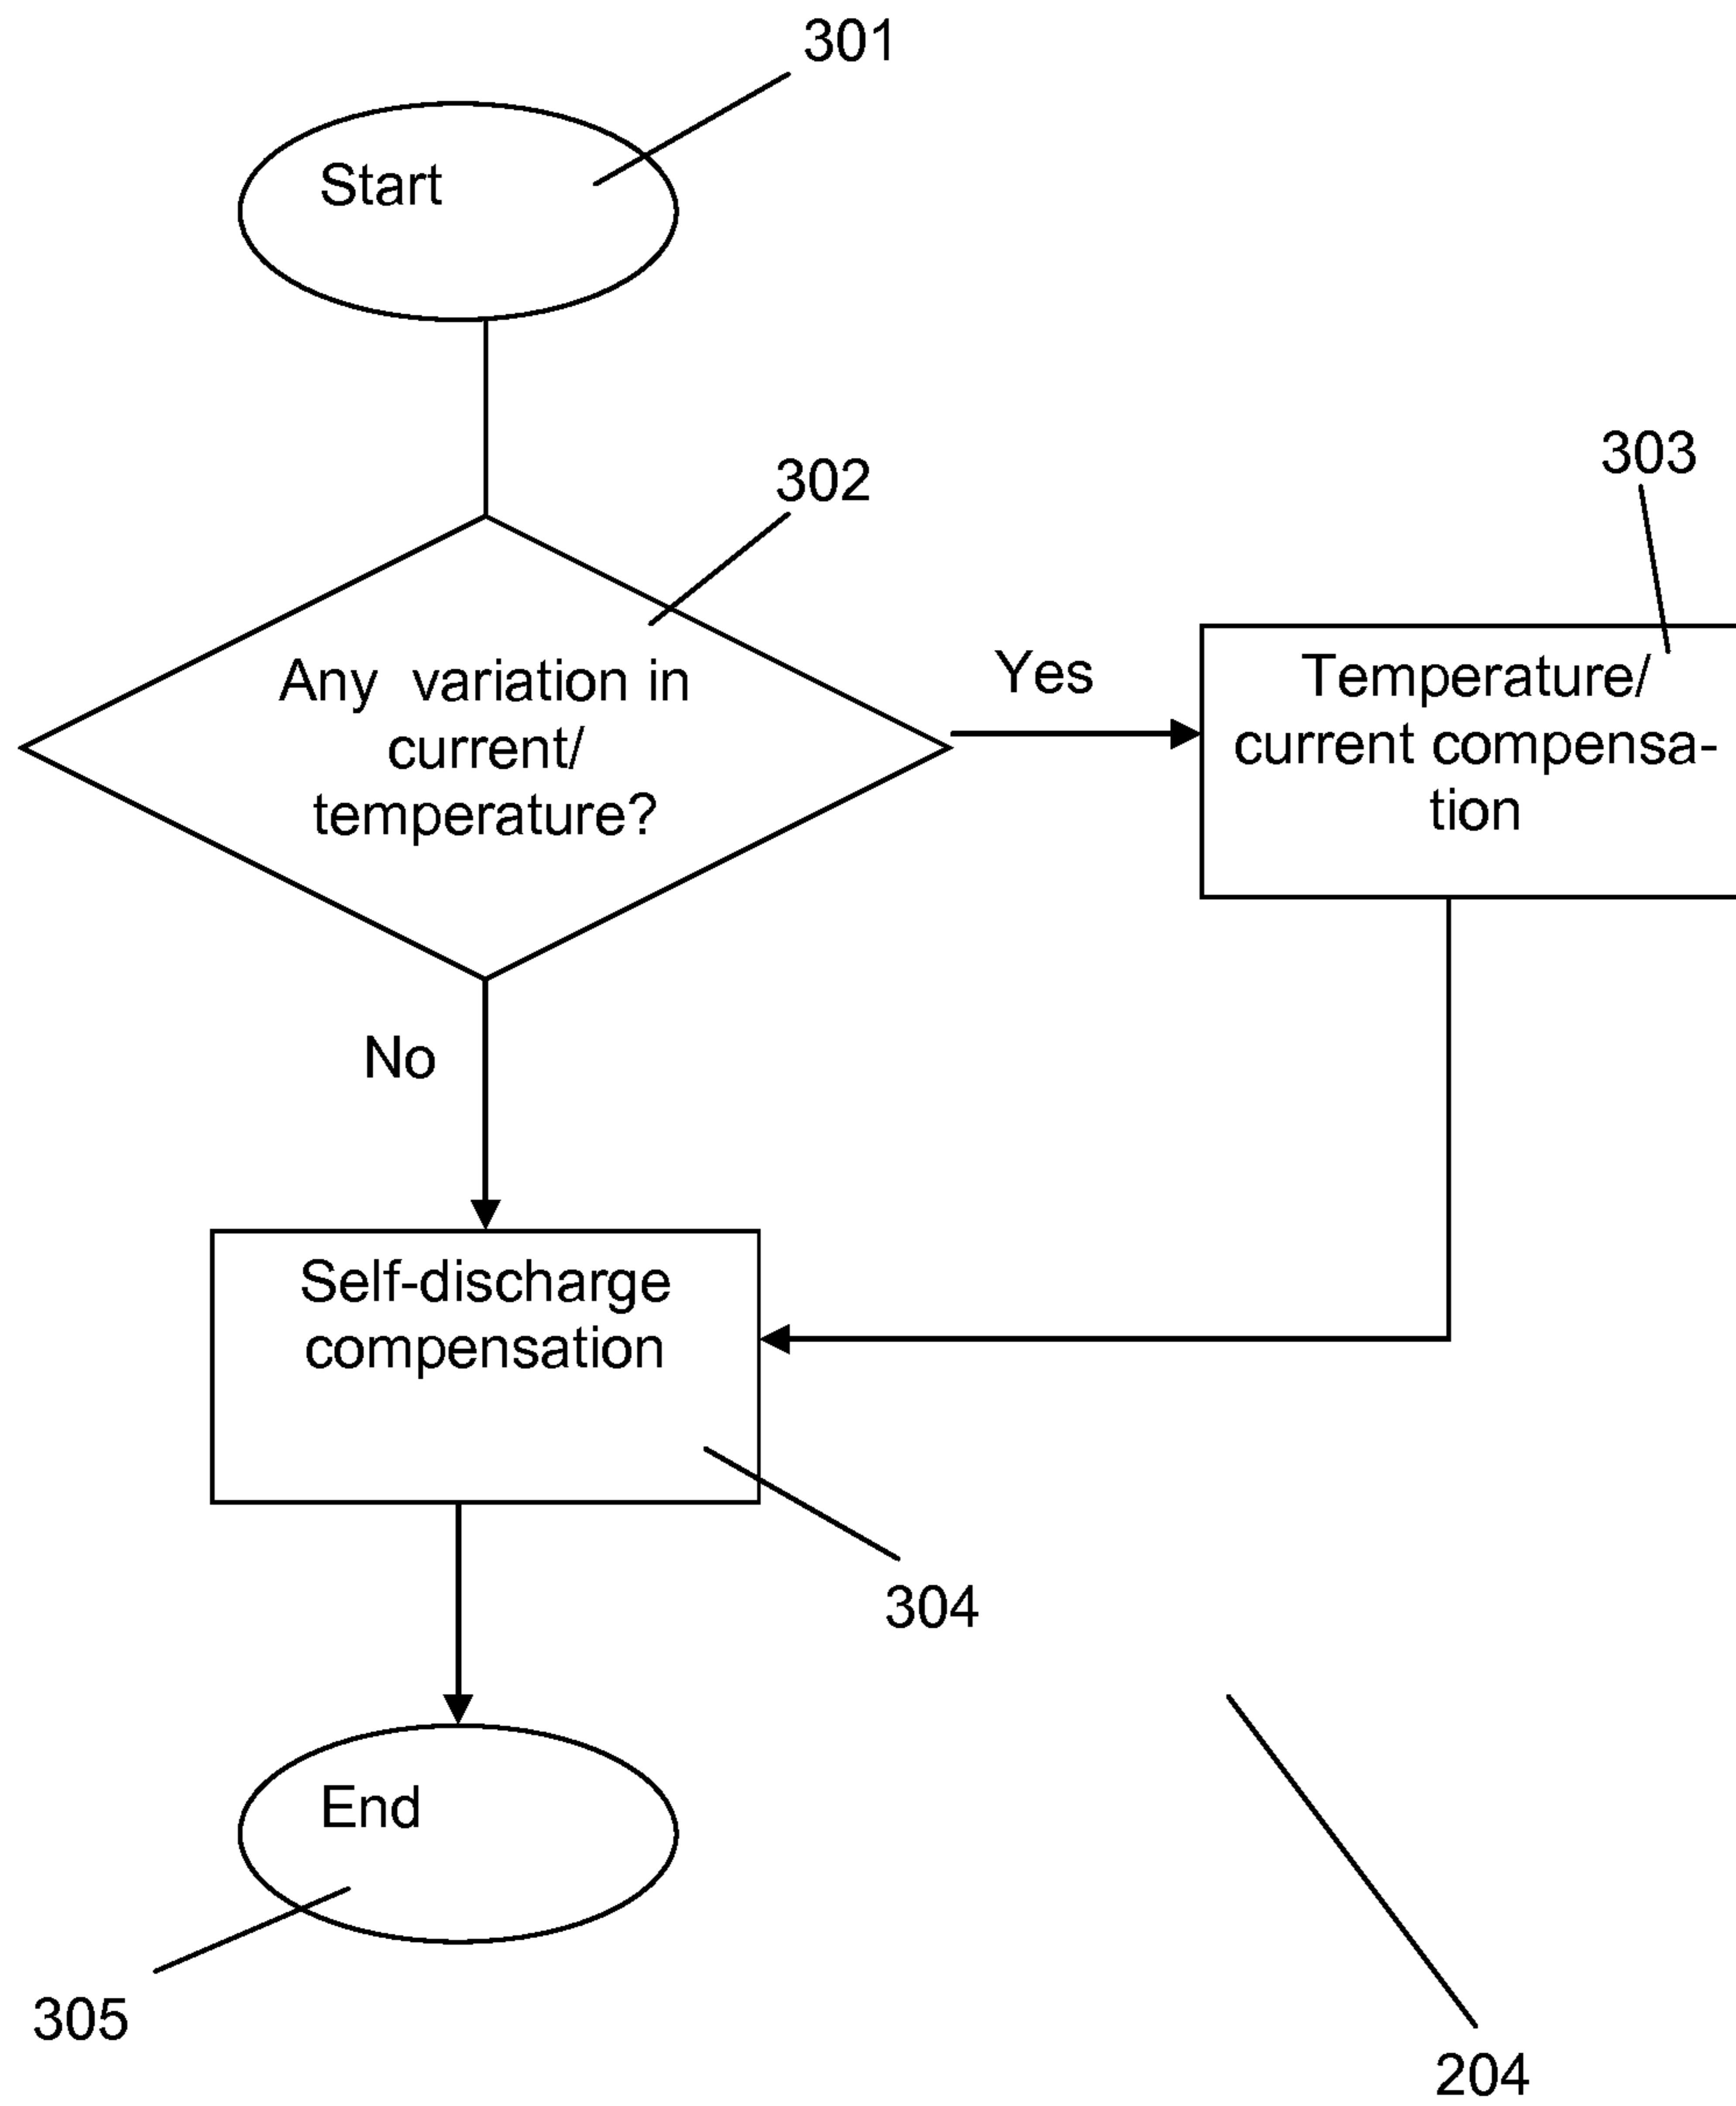 301
Start
302
303
Any variation in
current/
temperature?
Yes
Temperature/
current compensa-
tion
No
Self-discharge
compensation
304
End
305
204